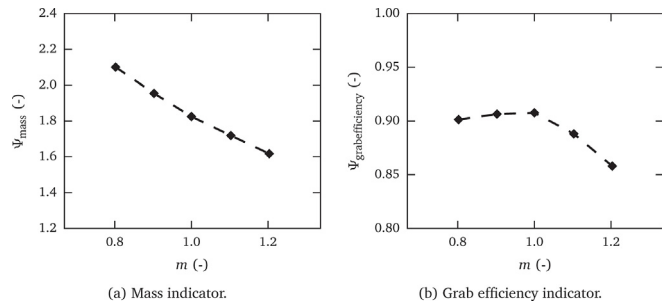 2.4
2.2
2.0
1.8
1.6
1.4
1.2
Ψmass (-)
0.8 1.0 1.2
m (-)
(a) Mass indicator.
1.00
0.95
0.90
0.85
0.80
Ψgrabefficiency (-)
0.8 1.0 1.2
m (-)
(b) Grab efficiency indicator.